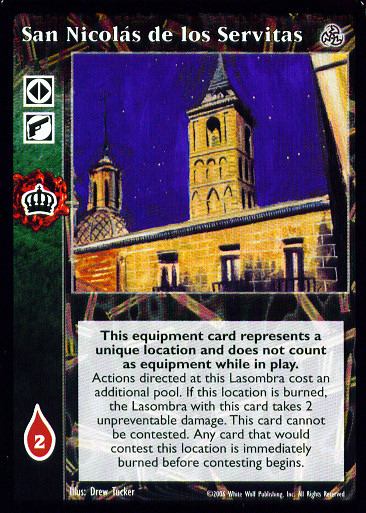 San Nicolás de los Servitas
This equipment card represents a
unique location and does not count
as equipment while in play.
Actions directed at this Lasombra cost an
additional pool. If this location is burned,
the Lasombra with this card takes 2
unpreventable damage. This card cannot
be contested. Any card that would
contest this location is immediately
burned before contesting begins.
2
Illus: Drew Tucker
©2005 White Wolf Publishing, Inc. All Rights Reserved